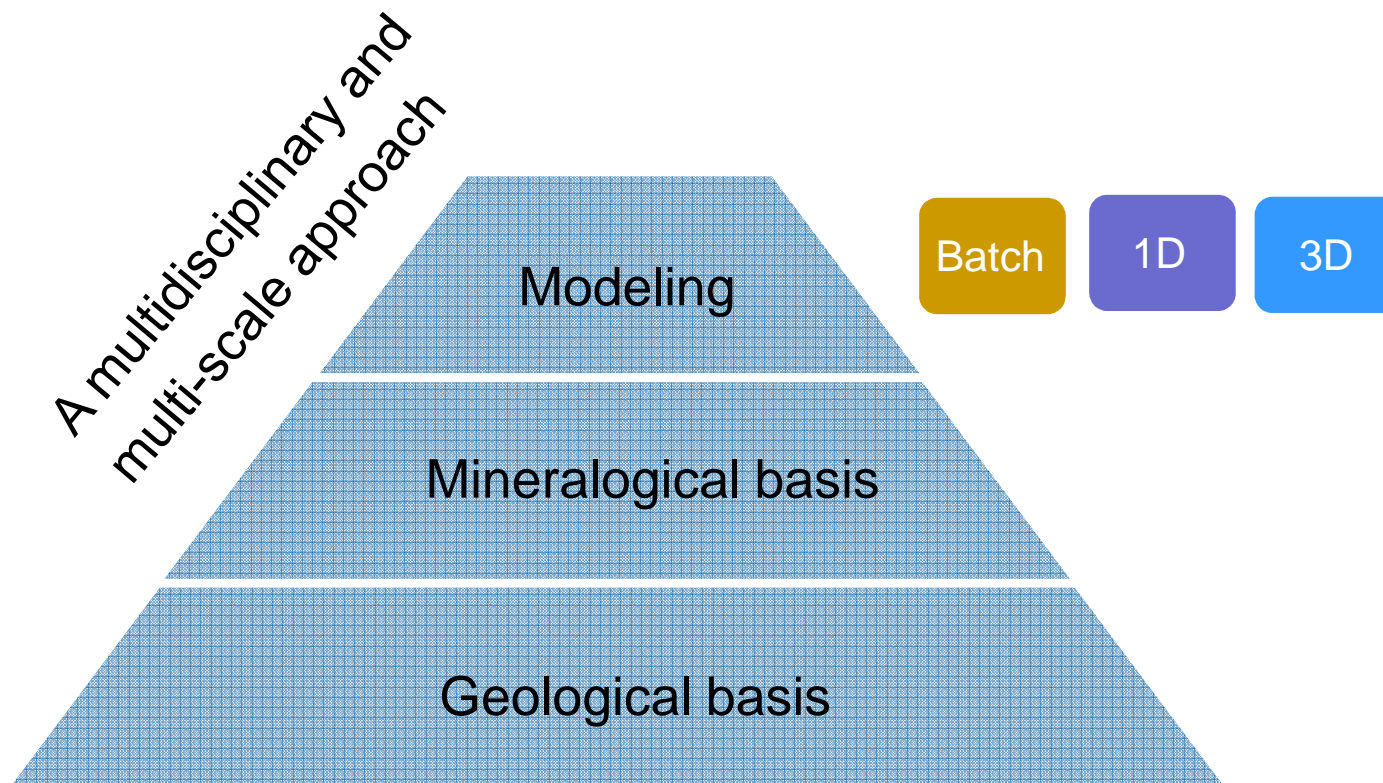 A multidisciplinary and
multi-scale approach
Modeling
Batch
1D
3D
Mineralogical basis
Geological basis